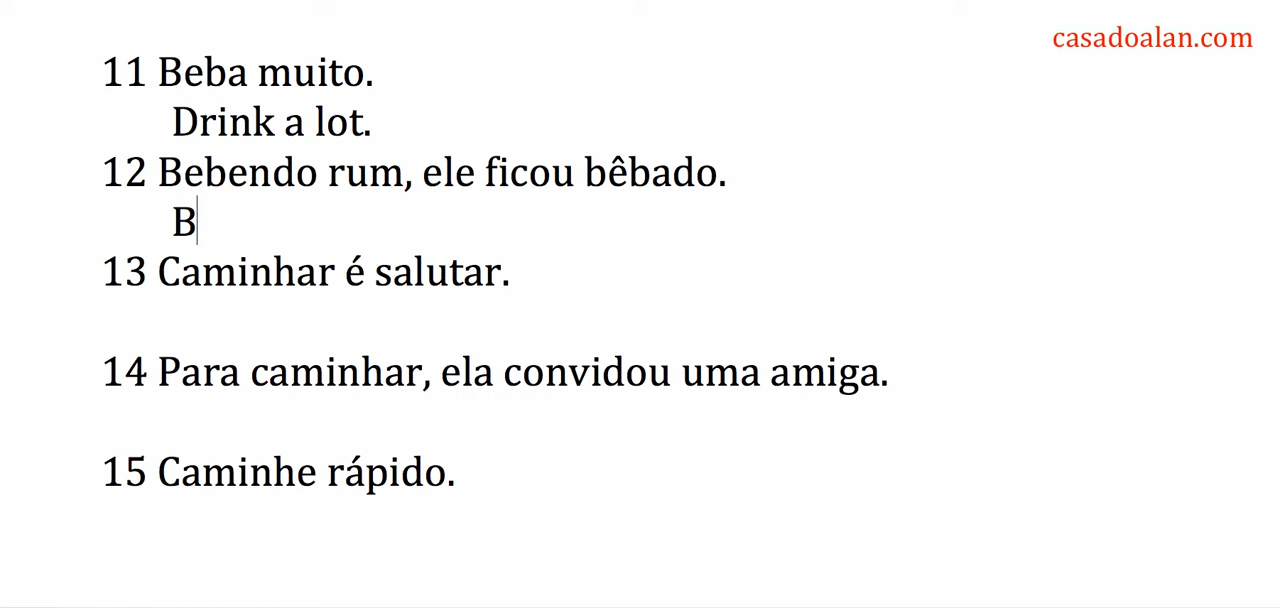 casadoalan.com
11 Beba muito.
Drink a lot.
12 Bebendo rum, ele ficou bêbado.
B
13 Caminhar é salutar.
14 Para caminhar, ela convidou uma amiga.
15 Caminhe rápido.